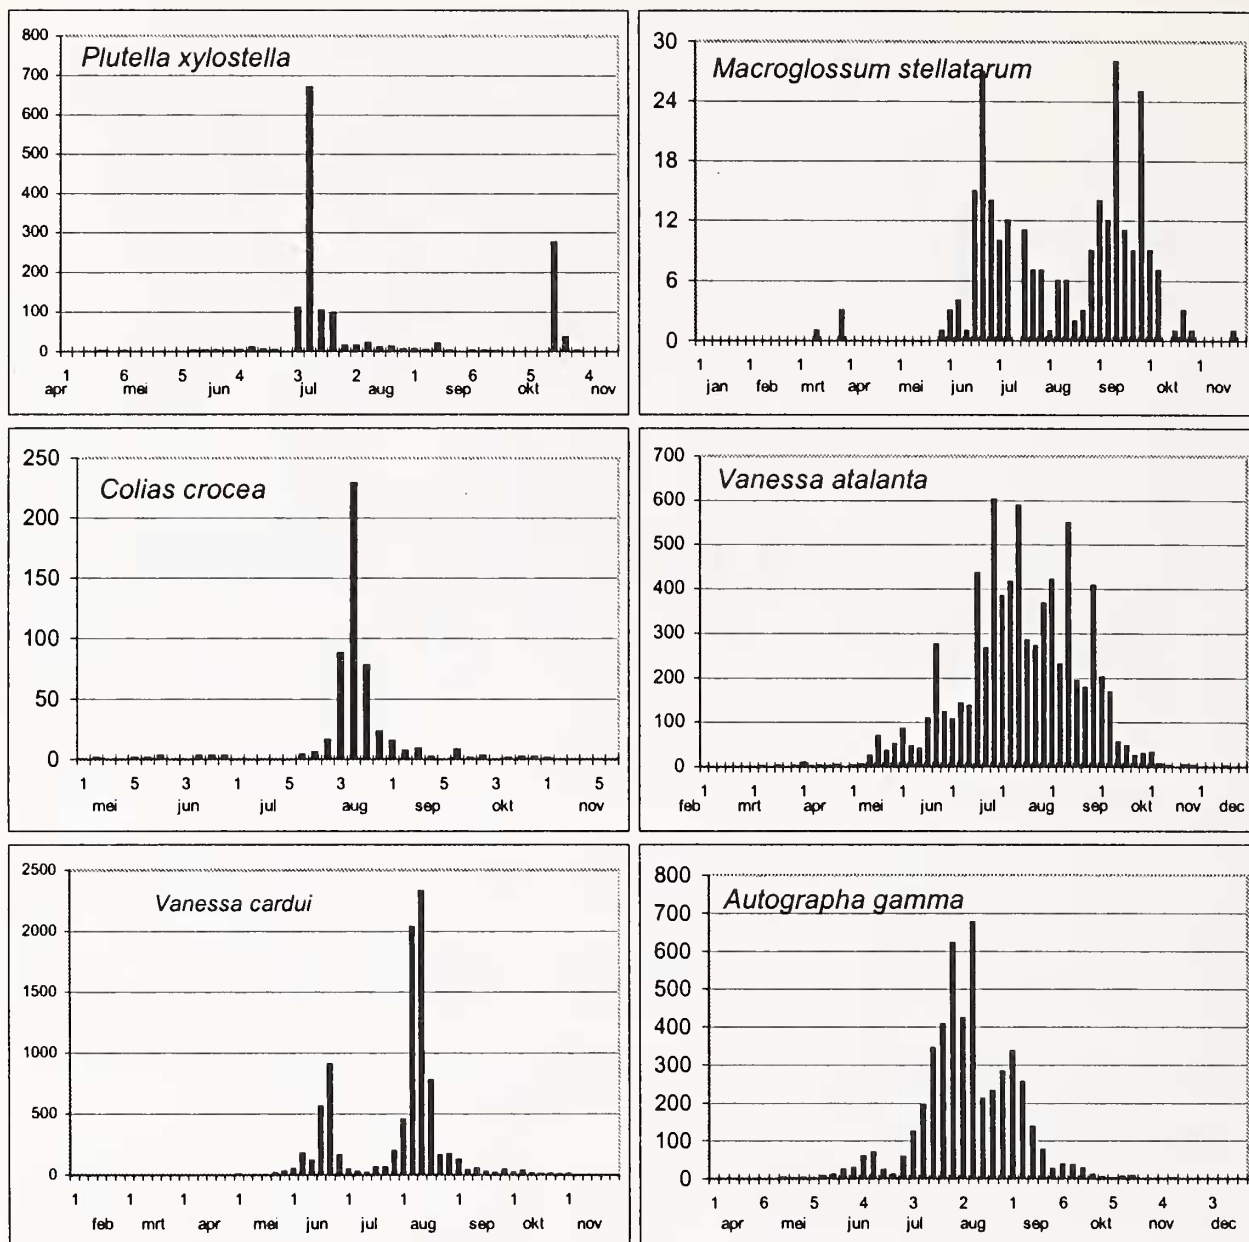 Plutella xylostella
800
700
600
500
400
300
200
100
0
1 6 5 4 3 2 1 6 5 4
apr mei jun jul aug sep okt nov
Macroglossum stellatarum
30
24
18
12
6
0
1 1 1 1 1 1 1 1 1 1 1
jan feb mrt apr mei jun jul aug sep okt nov
Colias crocea
250
200
150
100
50
0
1 5 3 1 5 3 1 5 3 1 5
mei jun jul aug sep okt nov
Vanessa atalanta
700
600
500
400
300
200
100
0
1 1 1 1 1 1 1 1 1 1 1
feb mrt apr mei jun jul aug sep okt nov dec
Vanessa cardui
2500
2000
1500
1000
500
0
1 1 1 1 1 1 1 1 1 1
feb mrt apr mei jun jul aug sep okt nov
Autographa gamma
800
700
600
500
400
300
200
100
0
1 6 5 4 3 2 1 6 5 4 3
apr mei jun jul aug sep okt nov dec